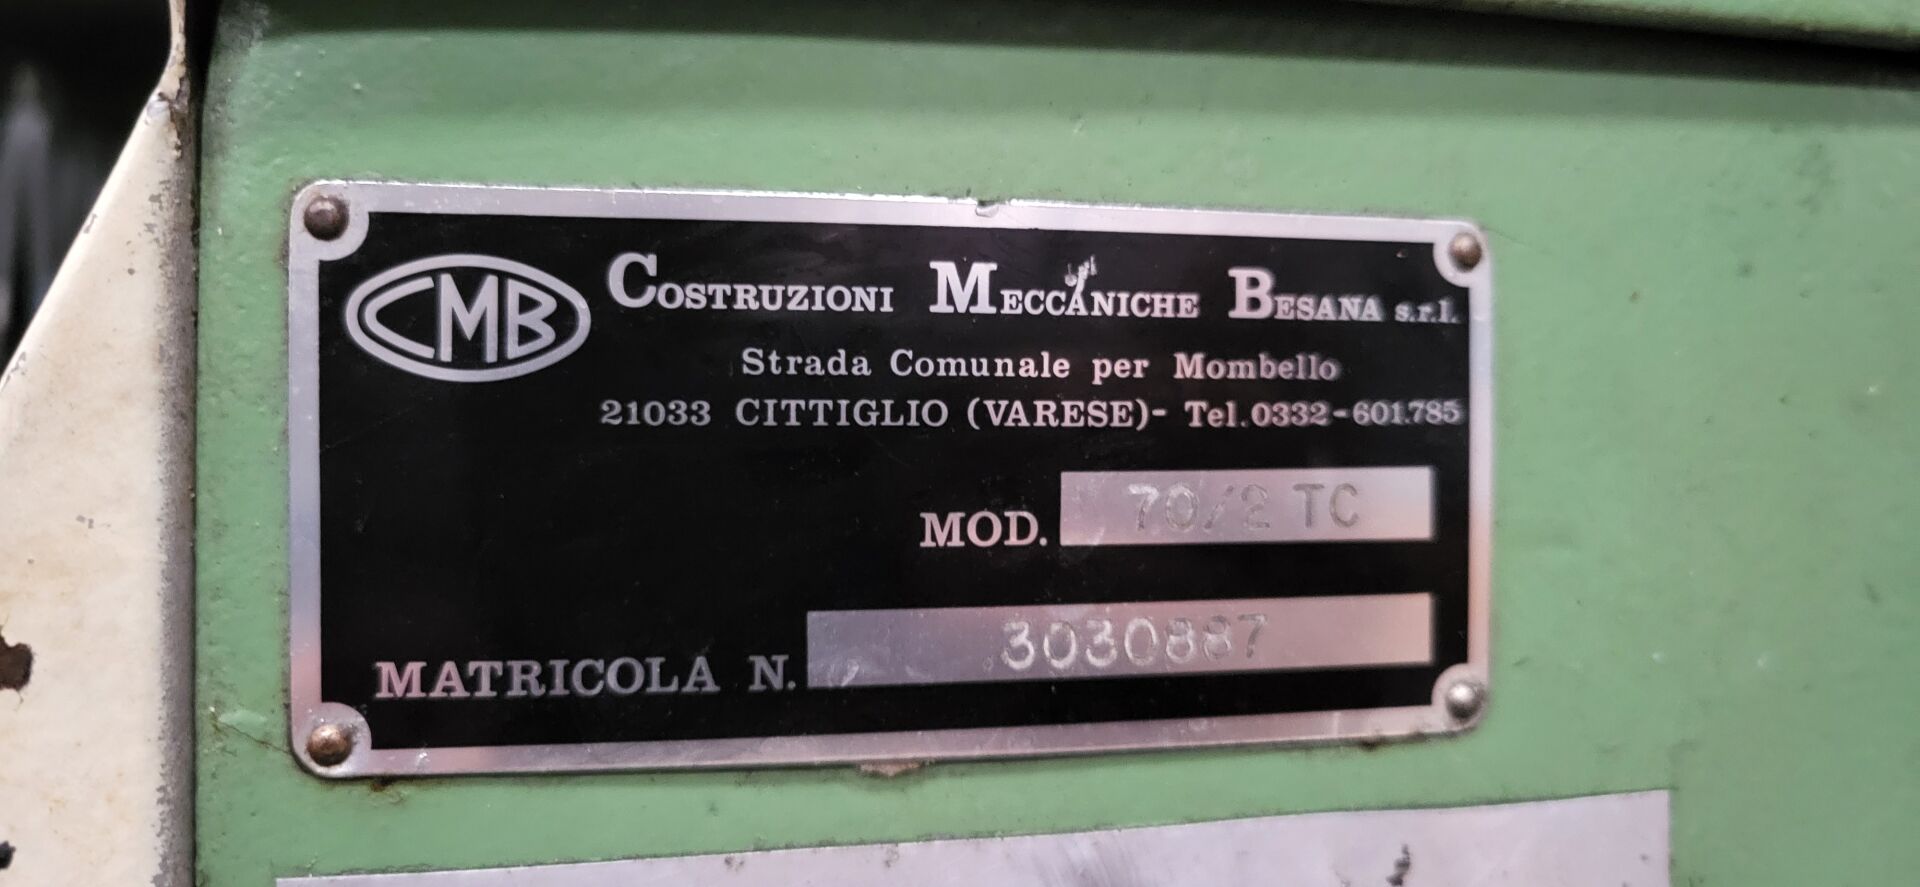 CMB
COSTRUZIONI MECCANICHE BESANA s.r.l.
Strada Comunale per Mombello
21033 CITTIGLIO (VARESE)- Tel.0332-601.785
MOD. 70/2 TC
MATRICOLA N. 3030887